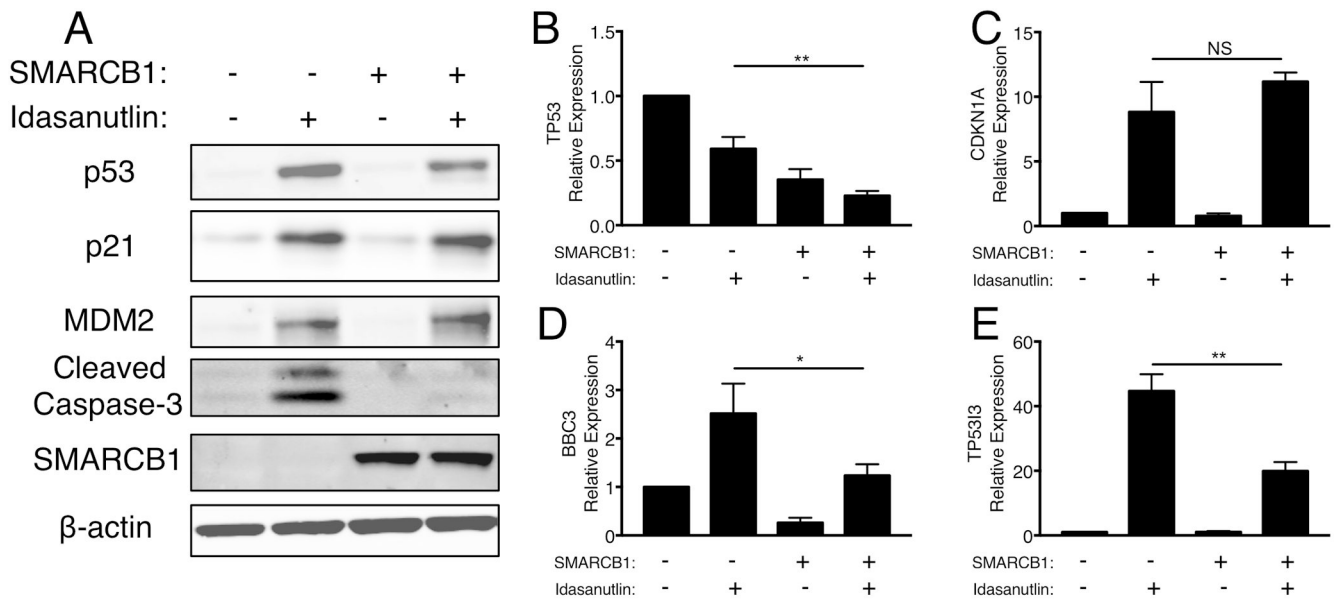 A
SMARCB1: - - + +
Idasanutlin: - + - +
p53
p21
MDM2
Cleaved
Caspase-3
SMARCB1
β-actin
B
TP53
Relative Expression
1.5
1.0
0.5
0.0
**
SMARCB1: - - + +
Idasanutlin: - + - +
C
CDKN1A
Relative Expression
15
10
5
0
NS
SMARCB1: - - + +
Idasanutlin: - + - +
D
BBC3
Relative Expression
4
3
2
1
0
*
SMARCB1: - - + +
Idasanutlin: - + - +
E
TP53I3
Relative Expression
60
40
20
0
**
SMARCB1: - - + +
Idasanutlin: - + - +